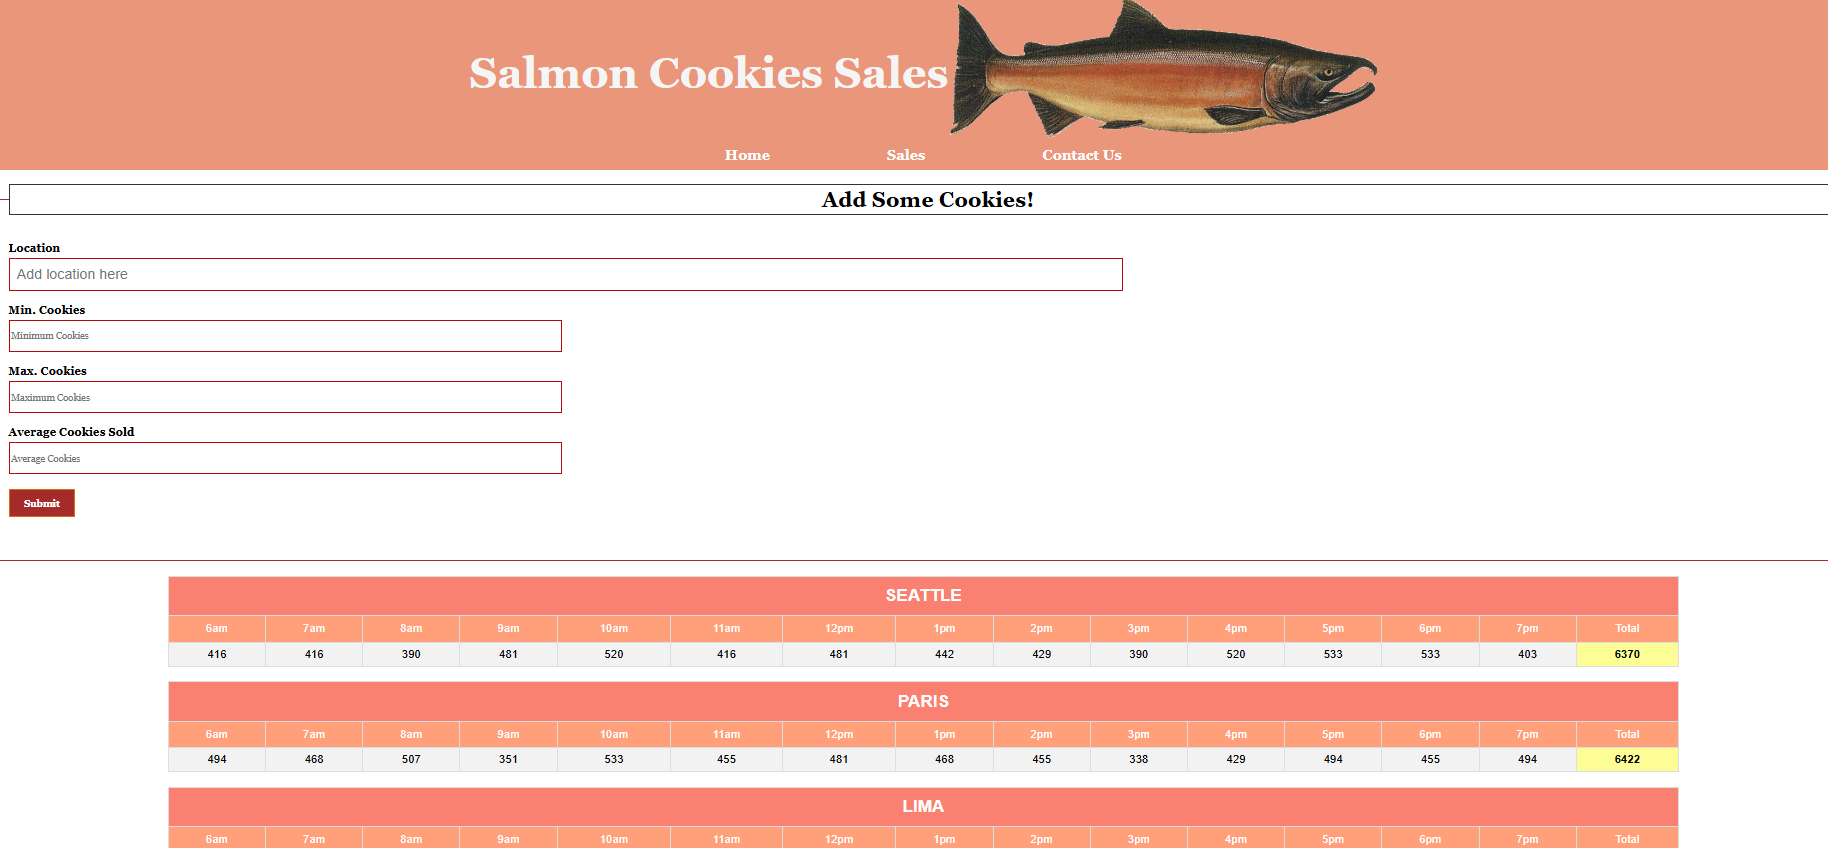 Salmon Cookies Sales
Home Sales Contact Us
Add Some Cookies!
Location
Add location here
Min. Cookies
Minimum Cookies
Max. Cookies
Maximum Cookies
Average Cookies Sold
Average Cookies
Submit
SEATTLE
6am 7am 8am 9am 10am 11am 12pm 1pm 2pm 3pm 4pm 5pm 6pm 7pm Total
416 416 390 481 520 416 481 442 429 390 520 533 533 403 6370
PARIS
6am 7am 8am 9am 10am 11am 12pm 1pm 2pm 3pm 4pm 5pm 6pm 7pm Total
494 468 507 351 533 455 481 468 455 338 429 494 455 494 6422
LIMA
6am 7am 8am 9am 10am 11am 12pm 1pm 2pm 3pm 4pm 5pm 6pm 7pm Total